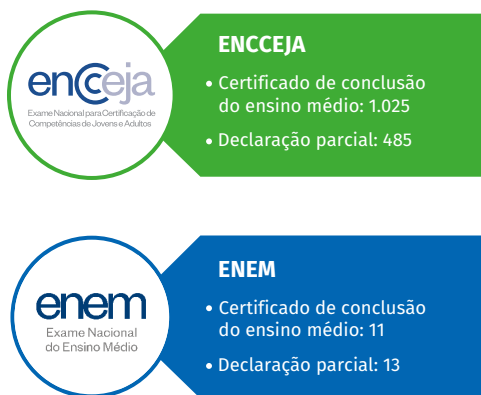 encceja
Exame Nacional para Certificação de
Competências de Jovens e Adultos
ENCCEJA
• Certificado de conclusão
do ensino médio: 1.025
• Declaração parcial: 485
enem
Exame Nacional
do Ensino Médio
ENEM
• Certificado de conclusão
do ensino médio: 11
• Declaração parcial: 13